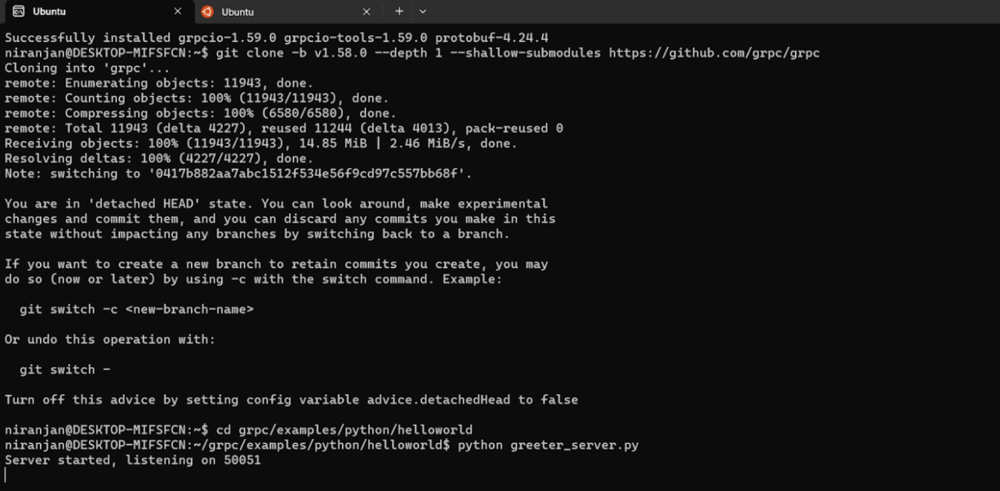 Ubuntu
Ubuntu
Successfully installed grpcio-1.59.0 grpcio-tools-1.59.0 protobuf-4.24.4
niranjan@DESKTOP-MIFSFCN:~$ git clone -b v1.58.0 --depth 1 --shallow-submodules https://github.com/grpc/grpc
Cloning into 'grpc'...
remote: Enumerating objects: 11943, done.
remote: Counting objects: 100% (11943/11943), done.
remote: Compressing objects: 100% (6580/6580), done.
remote: Total 11943 (delta 4227), reused 11244 (delta 4013), pack-reused 0
Receiving objects: 100% (11943/11943), 14.85 MiB | 2.46 MiB/s, done.
Resolving deltas: 100% (4227/4227), done.
Note: switching to '0417b882aa7abc1512f534e56f9cd97c557bb68f'.
You are in 'detached HEAD' state. You can look around, make experimental
changes and commit them, and you can discard any commits you make in this
state without impacting any branches by switching back to a branch.
If you want to create a new branch to retain commits you create, you may
do so (now or later) by using -c with the switch command. Example:
git switch -c <new-branch-name>
Or undo this operation with:
git switch -
Turn off this advice by setting config variable advice.detachedHead to false
niranjan@DESKTOP-MIFSFCN:~$ cd grpc/examples/python/helloworld
niranjan@DESKTOP-MIFSFCN:~/grpc/examples/python/helloworld$ python greeter_server.py
Server started, listening on 50051